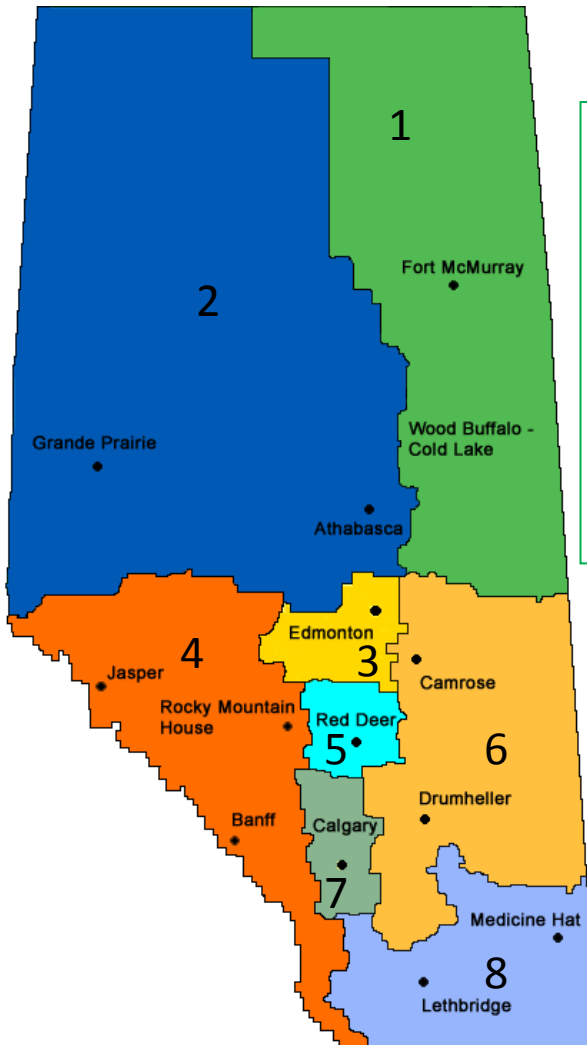 1
Fort McMurray
2
Wood Buffalo -
Cold Lake
Grande Prairie
Athabasca
Edmonton
4
3
Jasper
Camrose
Rocky Mountain
House
Red Deer
5
6
Drumheller
Banff
Calgary
7
Medicine Hat
8
Lethbridge